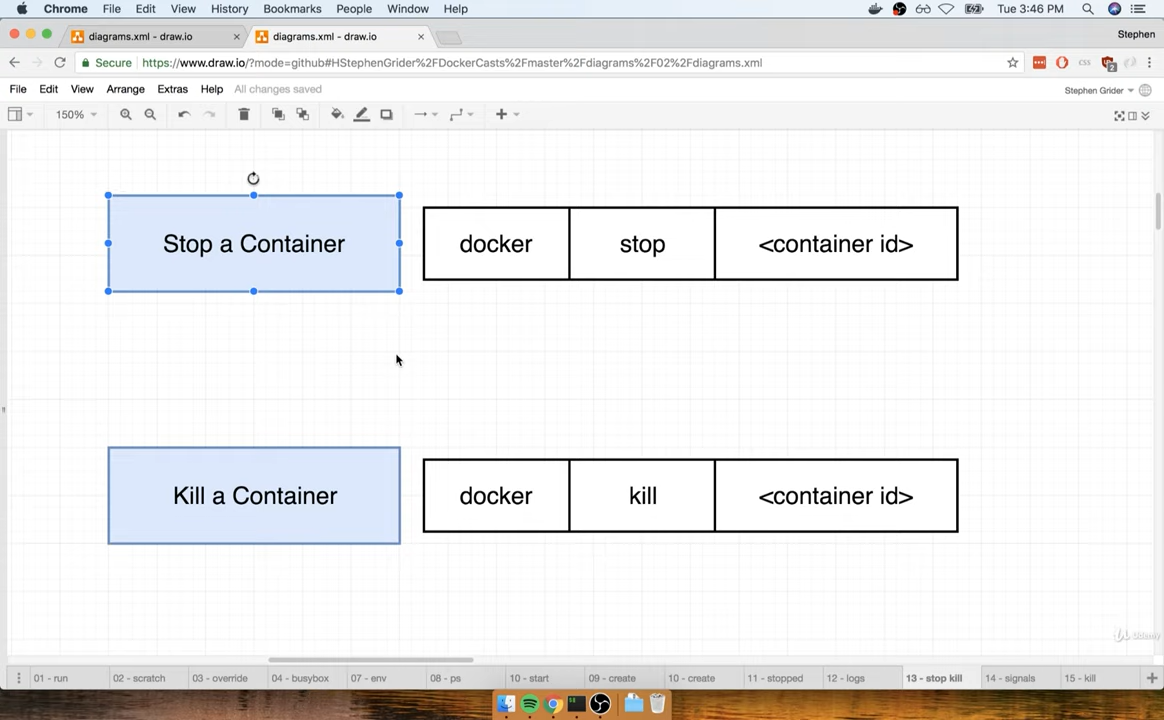 Chrome File Edit View History Bookmarks People Window Help Tue 3:46 PM
diagrams.xml - draw.io diagrams.xml - draw.io Stephen
Secure https://www.draw.io/?mode=github#HStephenGrider%2FDockerCasts%2Fmaster%2Fdiagrams%2F02%2Fdiagrams.xml
File Edit View Arrange Extras Help All changes saved Stephen Grider
150%
Stop a Container docker stop <container id>
Kill a Container docker kill <container id>
Udemy
01 - run 02 - scratch 03 - override 04 - busybox 07 - env 08 - ps 10 - start 09 - create 10 - create 11 - stopped 12 - logs 13 - stop kill 14 - signals 15 - kill